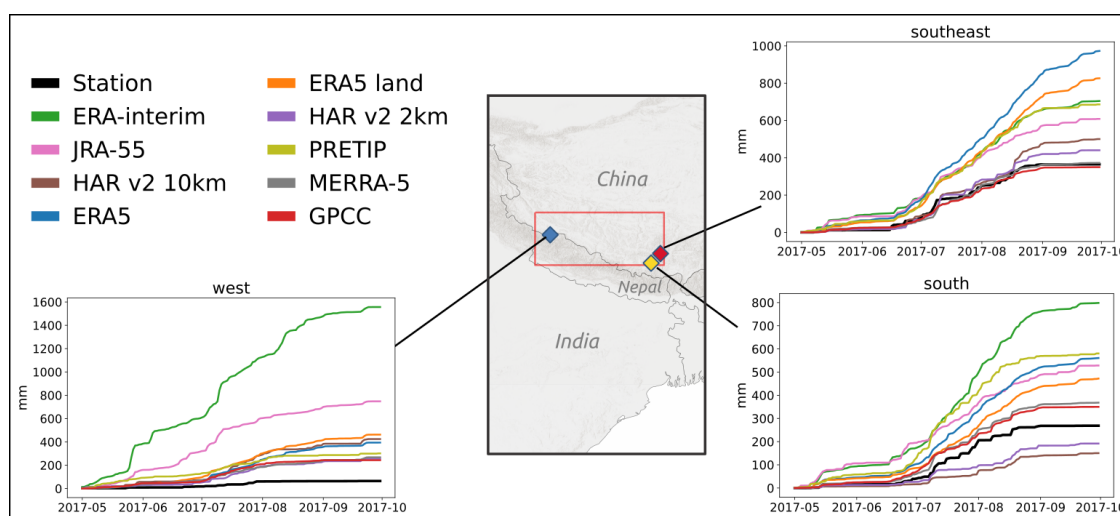 Station
ERA-interim
JRA-55
HAR v2 10km
ERA5
ERA5 land
HAR v2 2km
PRETIP
MERRA-5
GPCC
China
Nepal
India
southeast
mm
1000
800
600
400
200
0
2017-05 2017-06 2017-07 2017-08 2017-09 2017-10
west
mm
1600
1400
1200
1000
800
600
400
200
0
2017-05 2017-06 2017-07 2017-08 2017-09 2017-10
south
mm
800
700
600
500
400
300
200
100
0
2017-05 2017-06 2017-07 2017-08 2017-09 2017-10